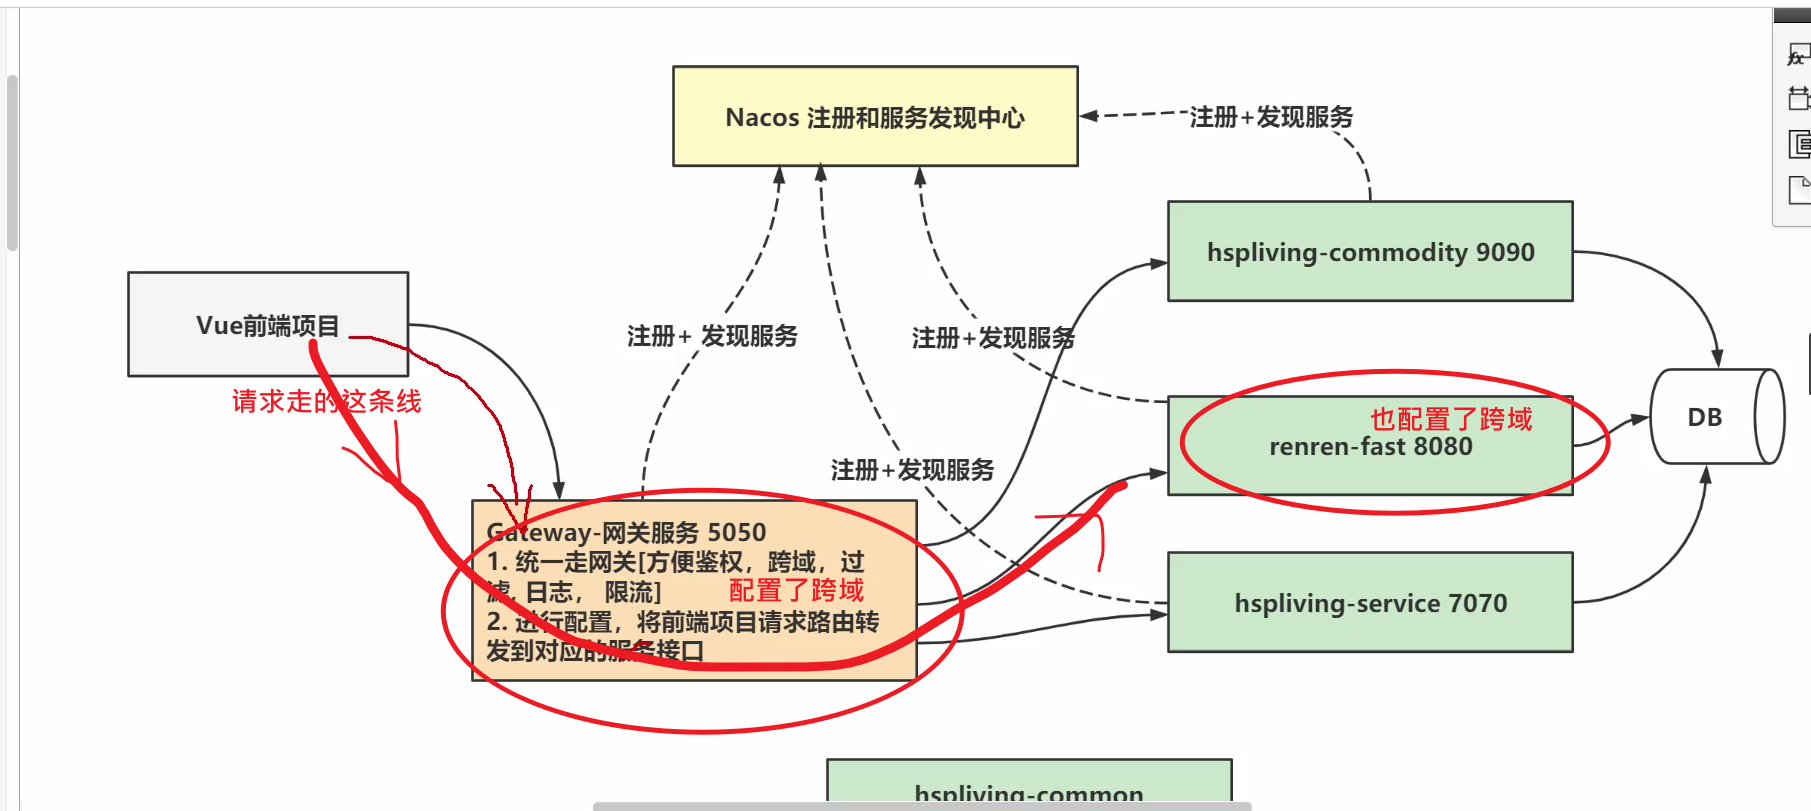 Nacos 注册和服务发现中心
注册+发现服务
hspliving-commodity 9090
Vue前端项目
注册+ 发现服务
注册+发现服务
请求走的这条线
也配置了跨域
renren-fast 8080
DB
注册+发现服务
Gateway-网关服务 5050
1. 统一走网关[方便鉴权，跨域，过
滤, 日志， 限流]
配置了跨域
2. 进行配置，将前端项目请求路由转
发到对应的服务接口
hspliving-service 7070
hspliving-common